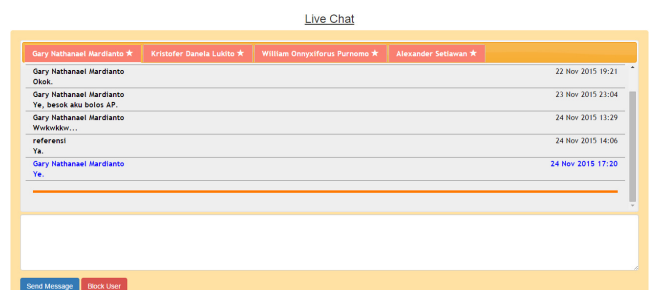 Live Chat
Gary Nathanael Mardianto ★ Kristofer Danela Lukito ★ William Onnyxiforus Purnomo ★ Alexander Setiawan ★
Gary Nathanael Mardianto 22 Nov 2015 19:21
Okok.
Gary Nathanael Mardianto 23 Nov 2015 23:04
Ye, besok aku bolos AP.
Gary Nathanael Mardianto 24 Nov 2015 13:29
Wwkwkkw...
referensi 24 Nov 2015 14:06
Ya.
Gary Nathanael Mardianto 24 Nov 2015 17:20
Ye.
Send Message Block User